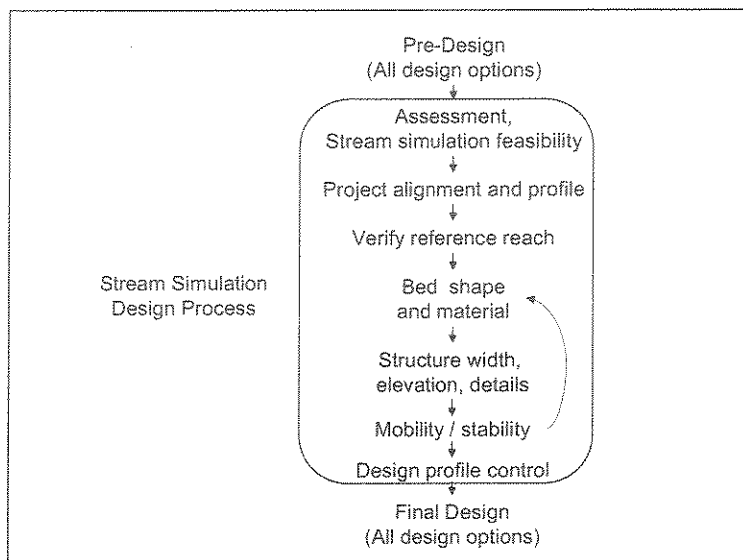 Pre-Design
(All design options)
Assessment,
Stream simulation feasibility
Project alignment and profile
Verify reference reach
Stream Simulation
Design Process
Bed shape
and material
Structure width,
elevation, details
Mobility / stability
Design profile control
Final Design
(All design options)